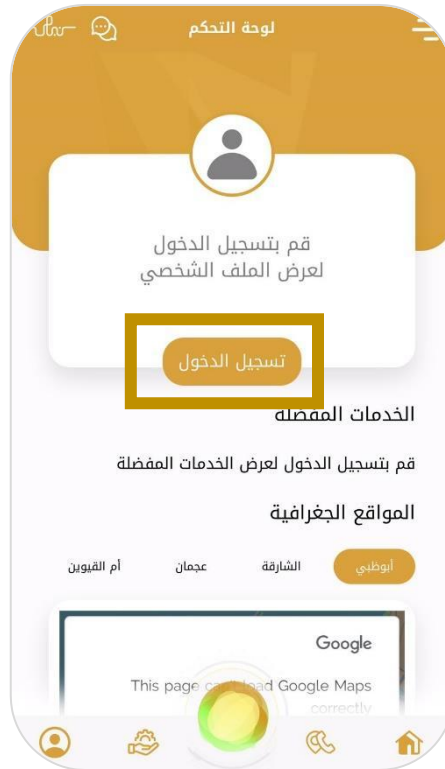 لوحة التحكم
قم بتسجيل الدخول
لعرض الملف الشخصي
تسجيل الدخول
الخدمات المفضلة
قم بتسجيل الدخول لعرض الخدمات المفضلة
المواقع الجغرافية
أبوظبي الشارقة عجمان أم القيوين
Google
This page can't load Google Maps
correctly